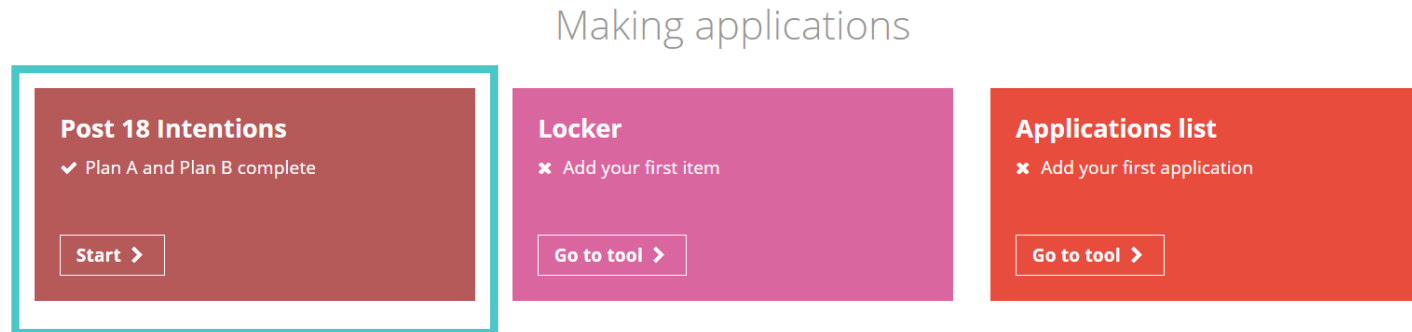 Making applications
Post 18 Intentions
Plan A and Plan B complete
Start
Locker
Add your first item
Go to tool
Applications list
Add your first application
Go to tool